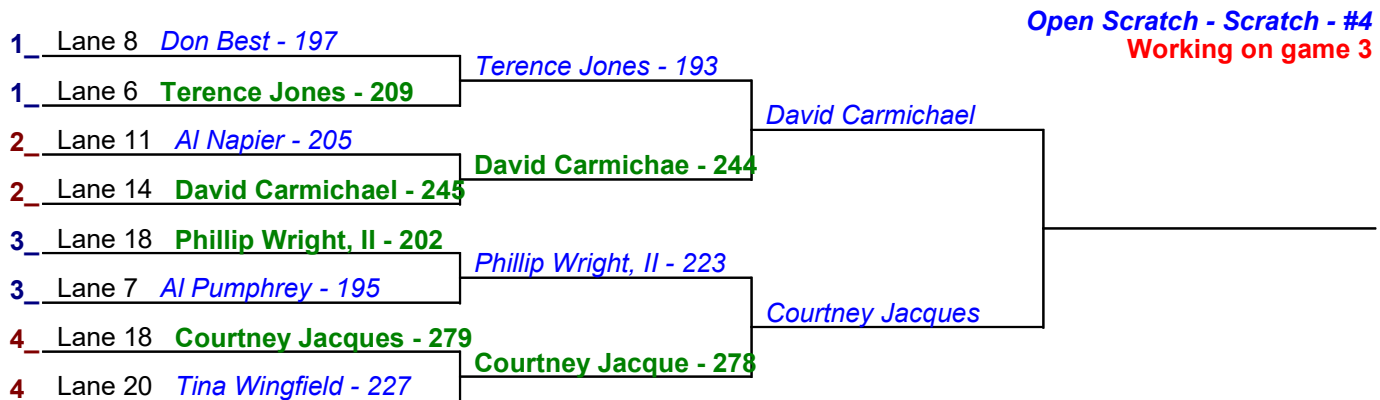 Open Scratch - Scratch - #4
Working on game 3
1_ Lane 8 Don Best - 197
Terence Jones - 193
1_ Lane 6 Terence Jones - 209
David Carmichael
2_ Lane 11 Al Napier - 205
David Carmichae - 244
2_ Lane 14 David Carmichael - 245
3_ Lane 18 Phillip Wright, II - 202
Phillip Wright, II - 223
3_ Lane 7 Al Pumphrey - 195
Courtney Jacques
4_ Lane 18 Courtney Jacques - 279
Courtney Jacque - 278
4 Lane 20 Tina Wingfield - 227